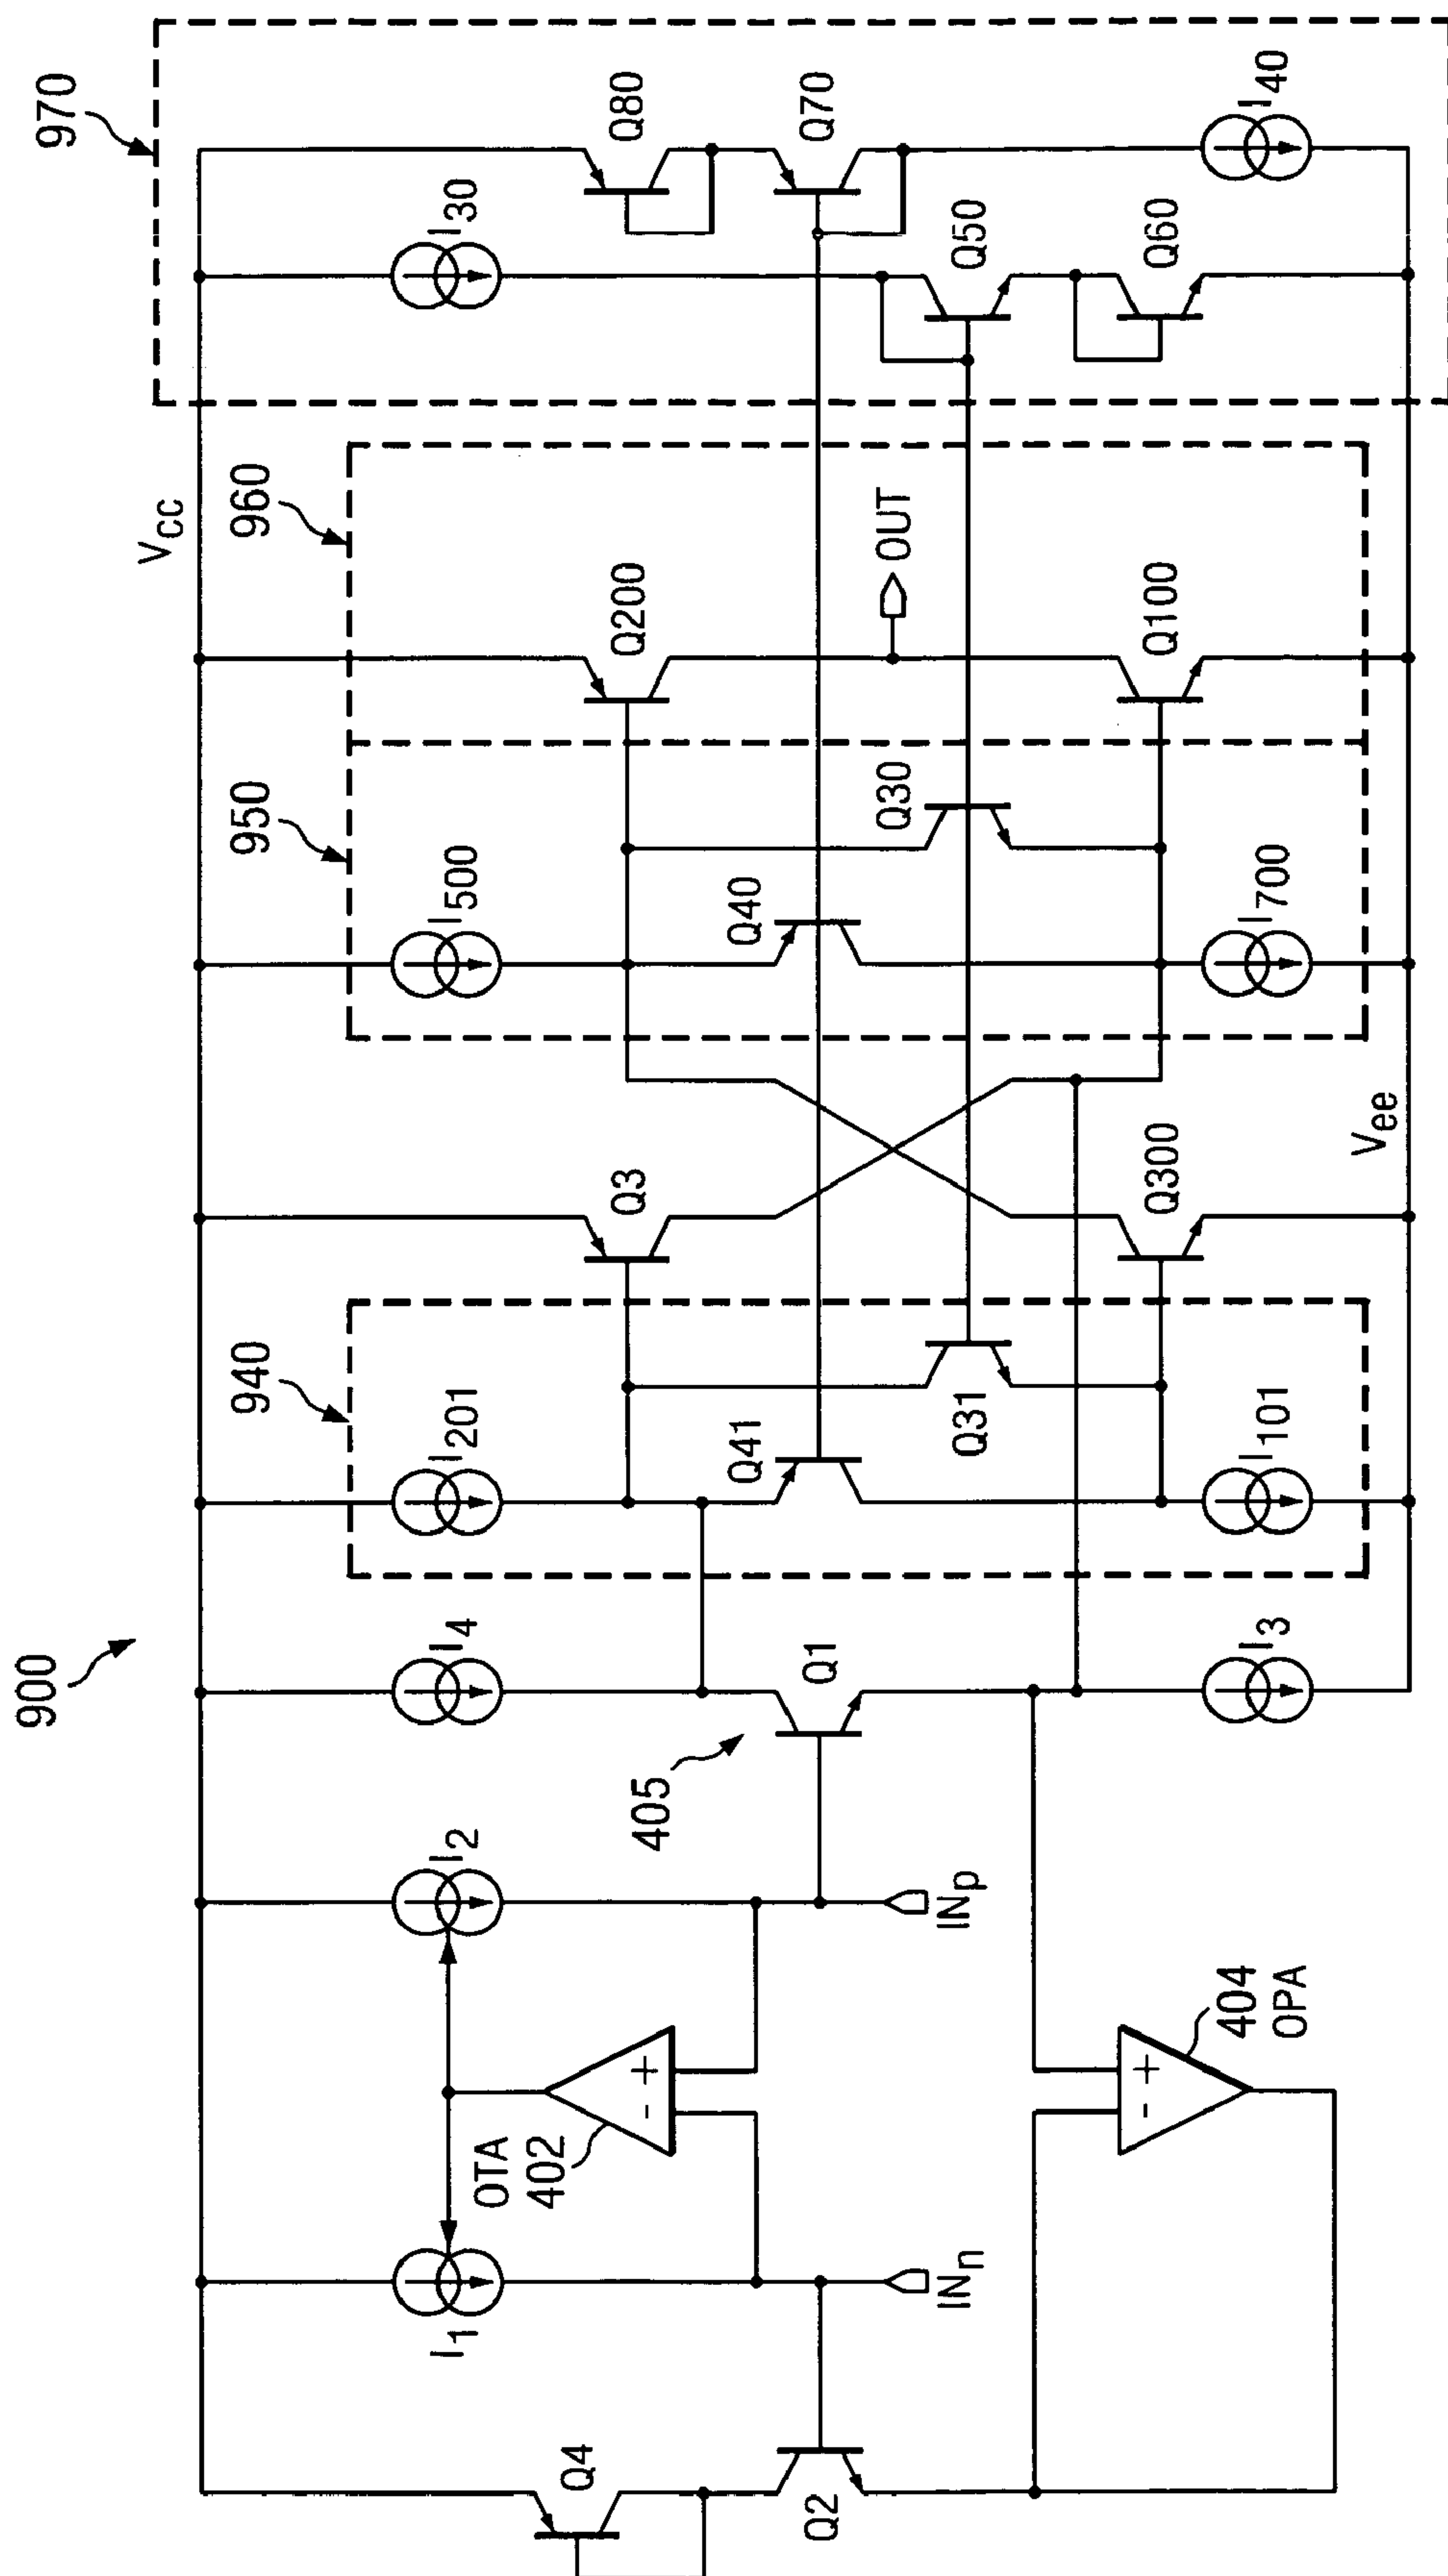 900
405
940
950
960
970
Vcc
Vee
Q4
Q2
I1
OTA
402
I2
INn
INp
- +
404
OPA
- +
I4
Q1
I3
I201
Q41
Q31
I101
Q3
Q300
I500
Q40
Q30
I700
Q200
OUT
Q100
I30
Q80
Q70
Q50
Q60
I40